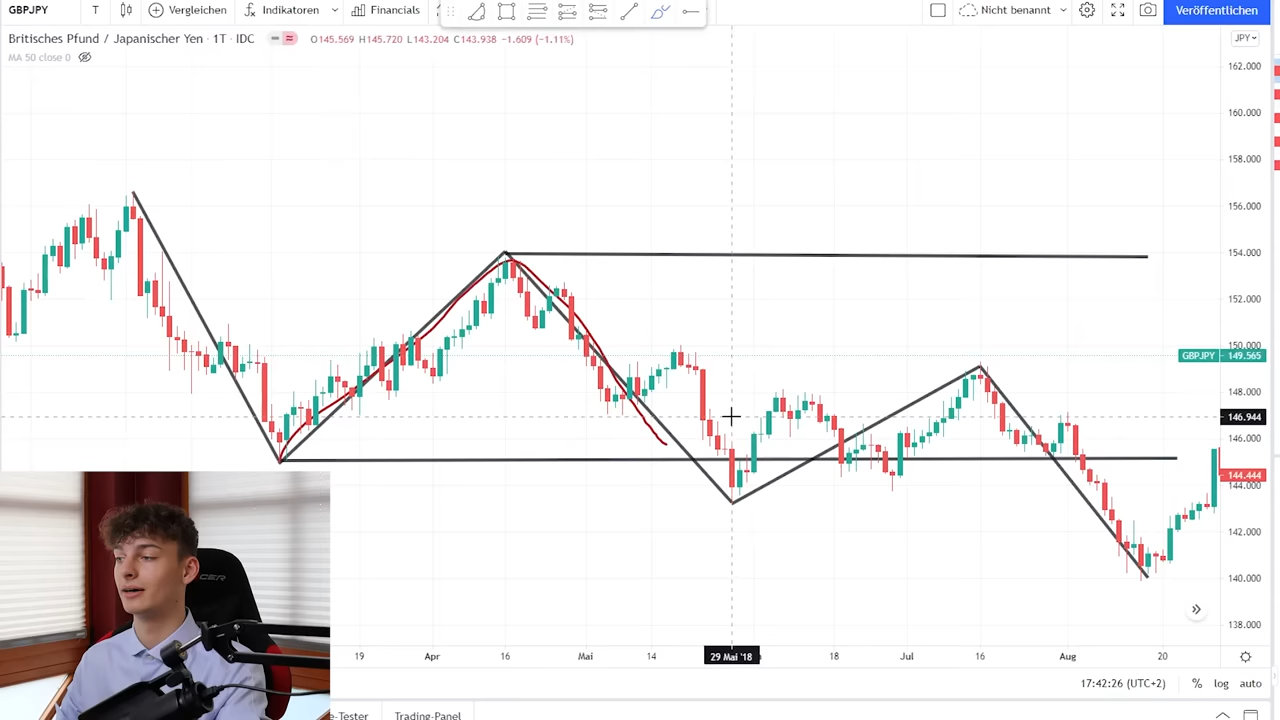 GBPJPY T Vergleichen Indikatoren Financials Nicht benannt Veröffentlichen
Britisches Pfund / Japanischer Yen · 1T · IDC O145.569 H145.720 L143.204 C143.938 -1.609 (-1.11%) JPY
MA 50 close 0
162.000
160.000
158.000
156.000
154.000
152.000
150.000
GBPJPY 149.565
148.000
146.944
146.000
144.444
144.000
142.000
140.000
138.000
19 Apr 16 Mai 14 29 Mai '18 18 Jul 16 Aug 20
17:42:26 (UTC+2) % log auto
e-Tester Trading-Panel